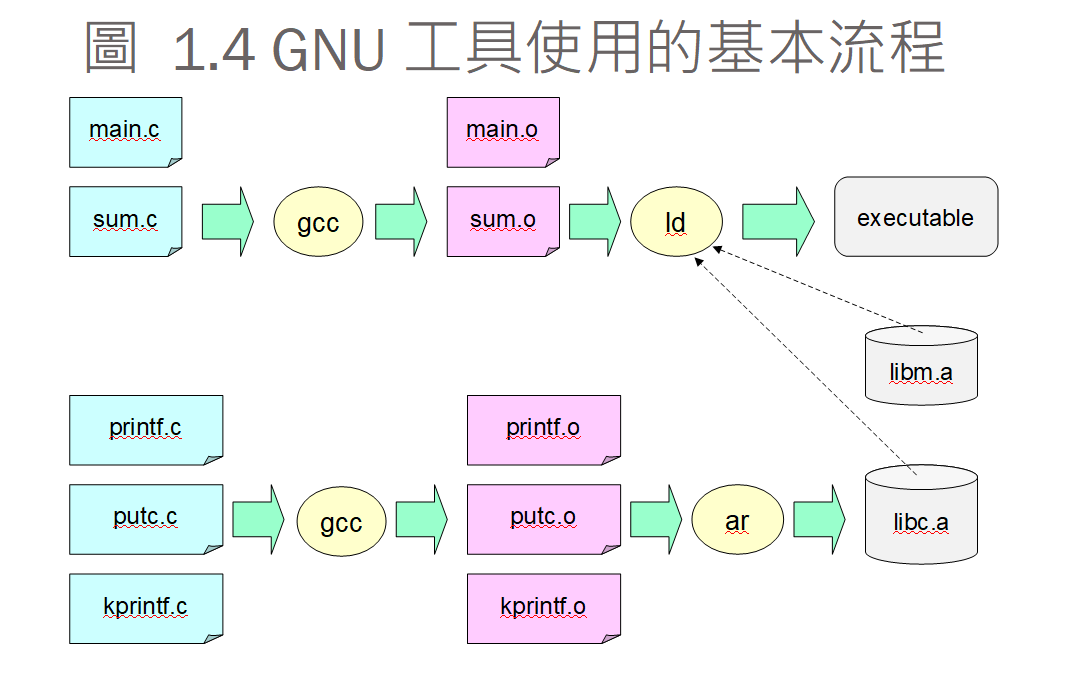 圖 1.4 GNU 工具使用的基本流程
main.c
main.o
sum.c
gcc
sum.o
ld
executable
libm.a
printf.c
printf.o
putc.c
gcc
putc.o
ar
libc.a
kprintf.c
kprintf.o